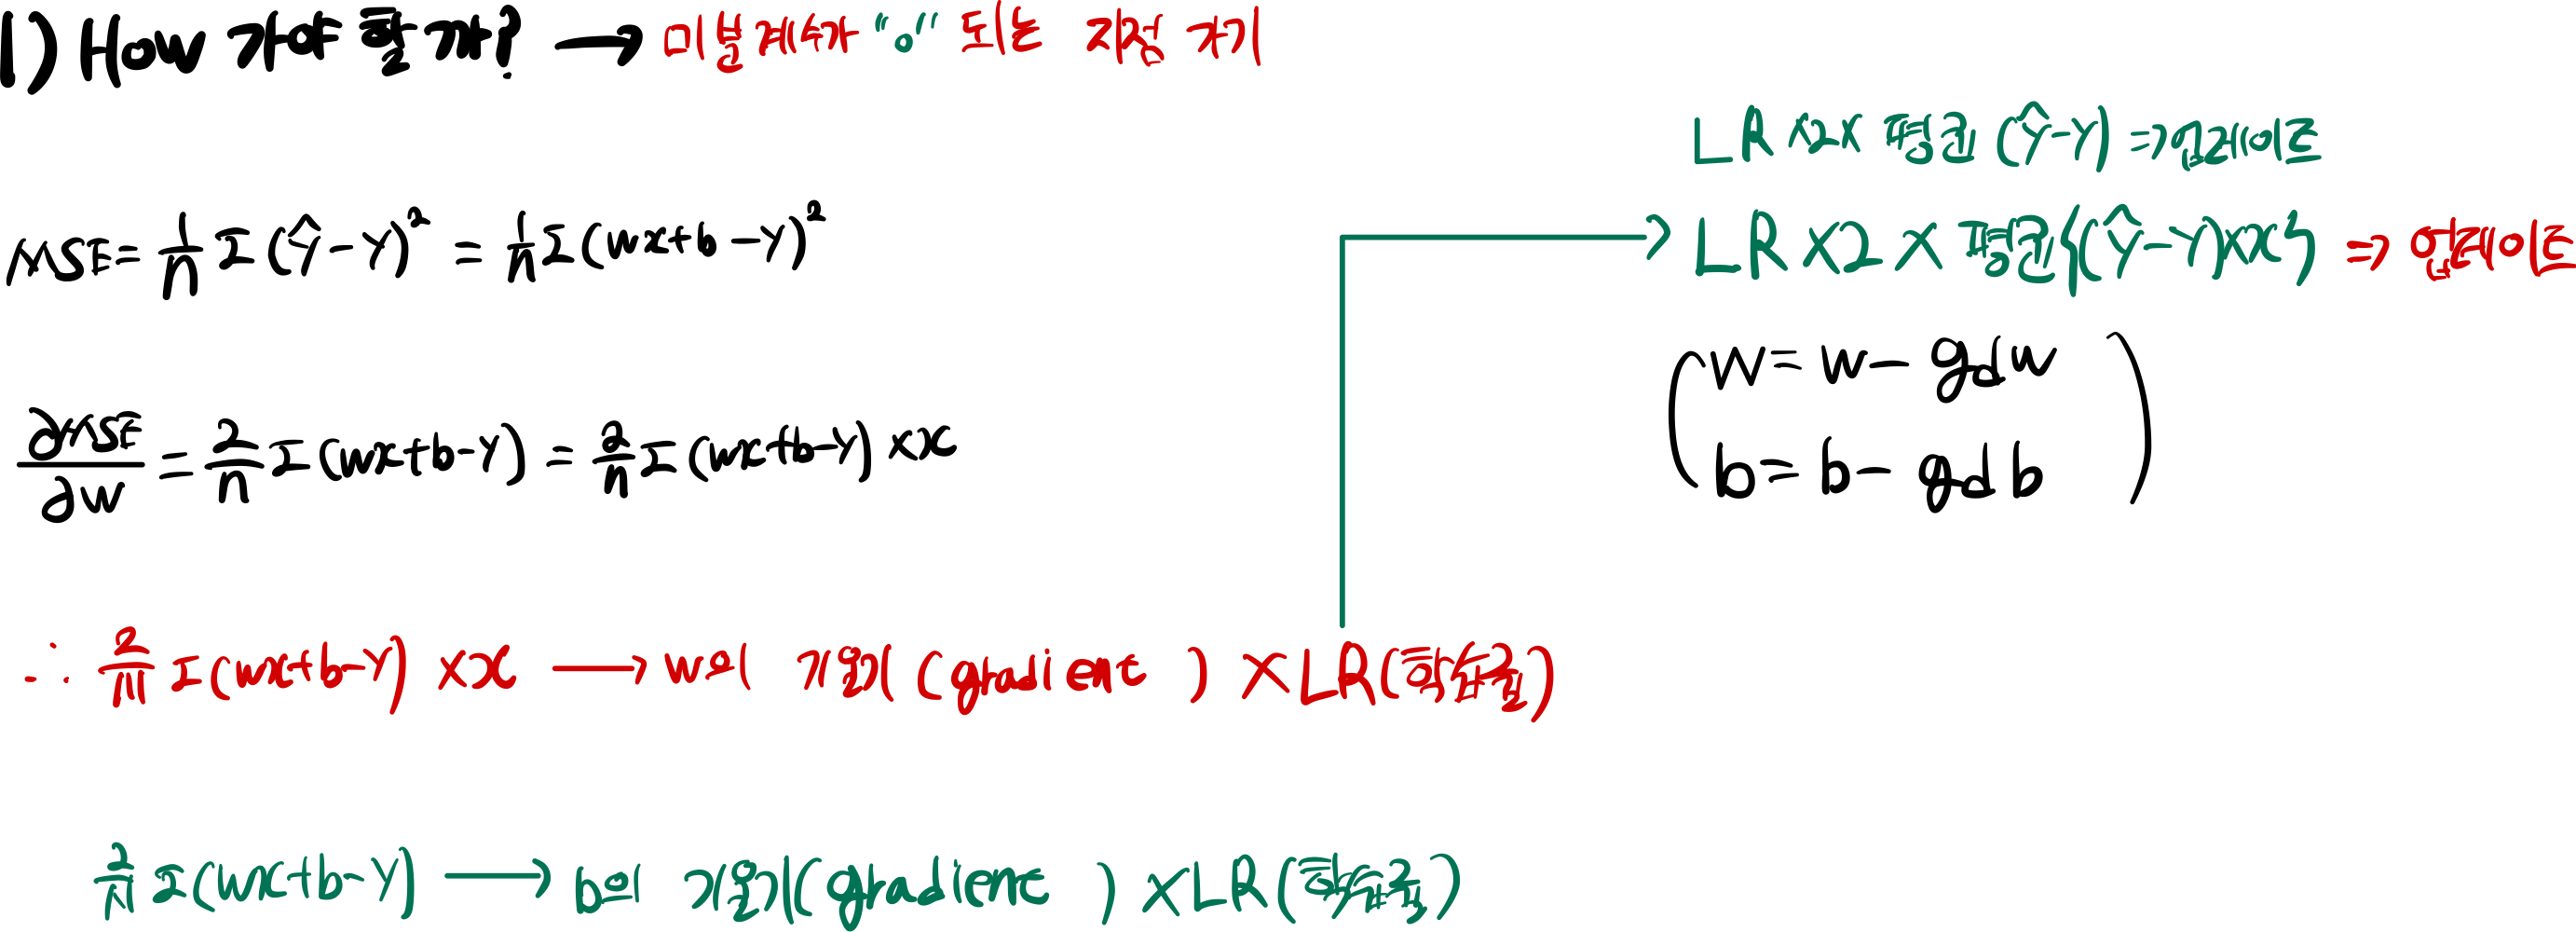 1) How 가야 할까? → 미분계수가 "0" 되는 지점 가기
LR x2x 평균 (Ŷ-Y) => 업데이트
MSE = 1/n Σ (Ŷ-Y)² = 1/n Σ (wx+b-Y)²
LR x2x 평균{(Ŷ-Y)xx} => 업데이트
(w = w - gdw
b = b - gdb)
∂MSE/∂w = 2/n Σ (wx+b-Y) = 2/n Σ (wx+b-Y) xx
∴ 2/n Σ (wx+b-Y) xx → w의 기울기 (gradient ) x LR(학습률)
2/n Σ (wx+b-Y) → b의 기울기(gradient ) x LR(학습률)